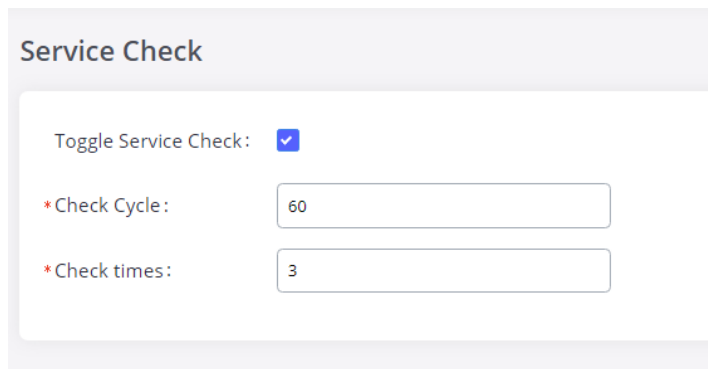 Service Check
Toggle Service Check:
*Check Cycle: 60
*Check times: 3